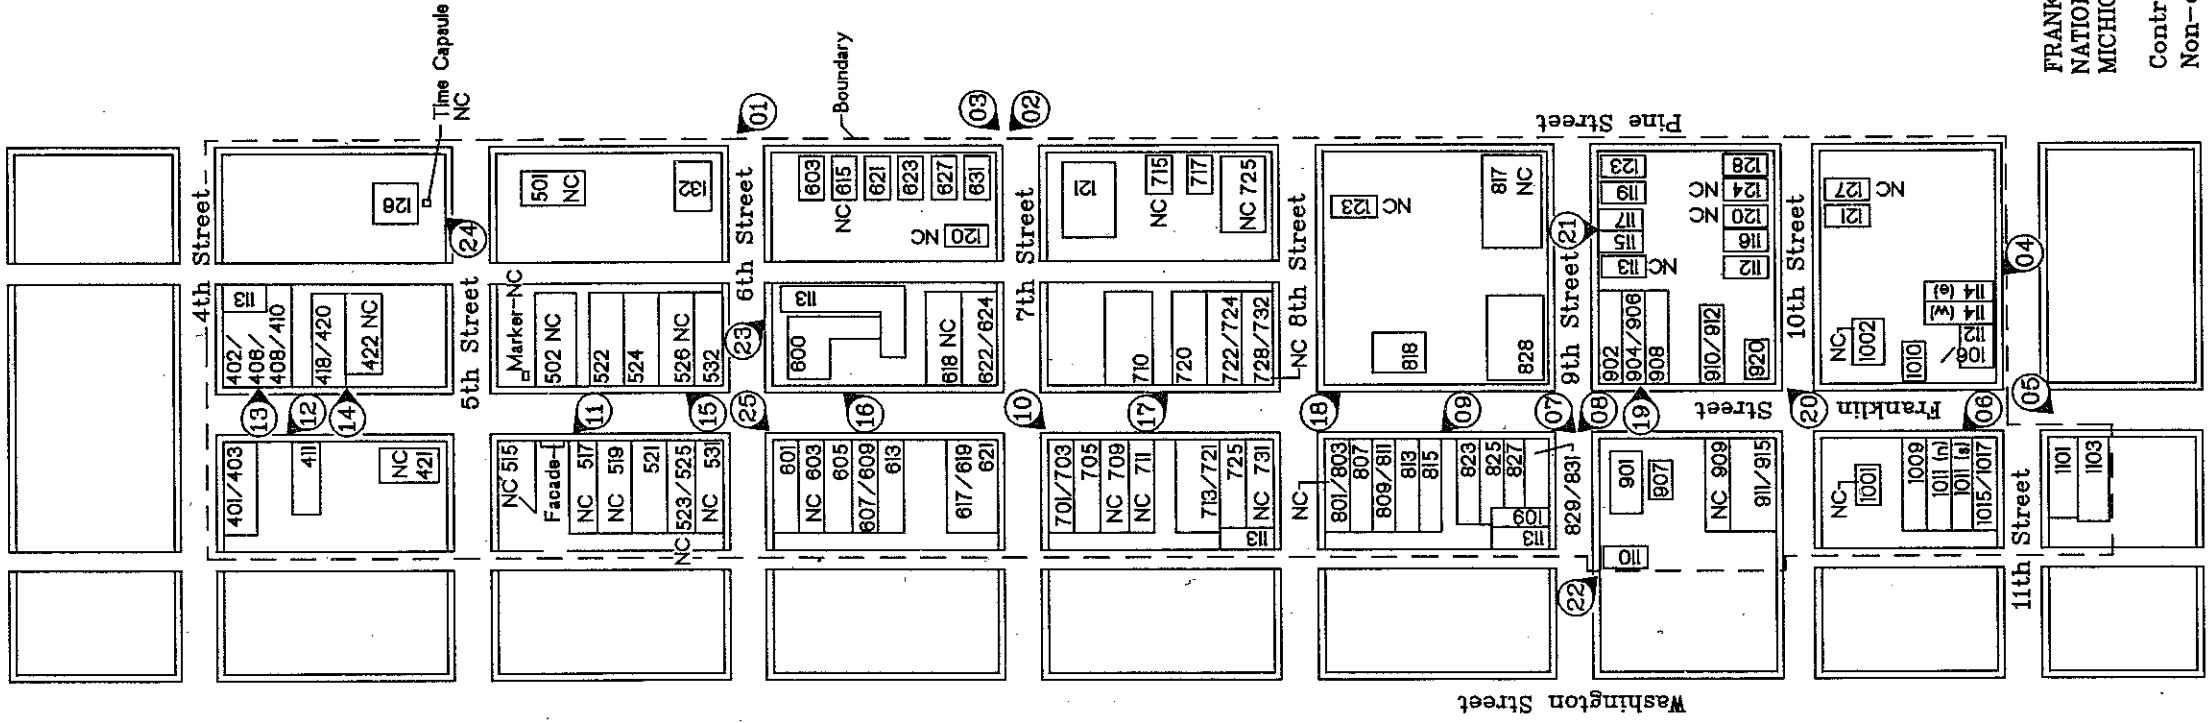 Time Capsule
NC
Boundary
Pine Street
4th Street
5th Street
6th Street
7th Street
8th Street
9th Street
10th Street
11th Street
Franklin Street
Washington Street
128
24
113
402/
406/
408/410
418/420
422 NC
13
12
14
401/403
411
NC
421
01
501
NC
132
Marker-NC
502 NC
522
524
526 NC
532
23
11
15
25
NC 515
Facade
NC 517
NC 519
521
NC 523/525
NC 531
03
02
603
NC 615
621
623
627
631
NC 120
113
600
618 NC
622/624
16
10
601
NC 603
605
607/609
613
617/619
621
121
NC 715
717
NC 725
710
720
722/724
728/732
NC
17
18
701/703
705
NC 709
NC 711
713/721
725
NC 731
113
NC 123
817
NC
818
828
09
07
08
NC
801/803
807
809/811
813
815
823
825
827
829/831
109
113
21
123
119
117
115
113 NC
128
NC 124
NC 120
116
112
902
904/906
908
910/912
920
19
20
901
907
NC 909
911/915
110
22
127 NC
121
NC
1002
1010
106/
112
114 (w)
114 (e)
04
05
06
NC
1001
1009
1011 (n)
1011 (s)
1015/1017
1101
1103
FRANK
NATION
MICHIG
Contr
Non-c